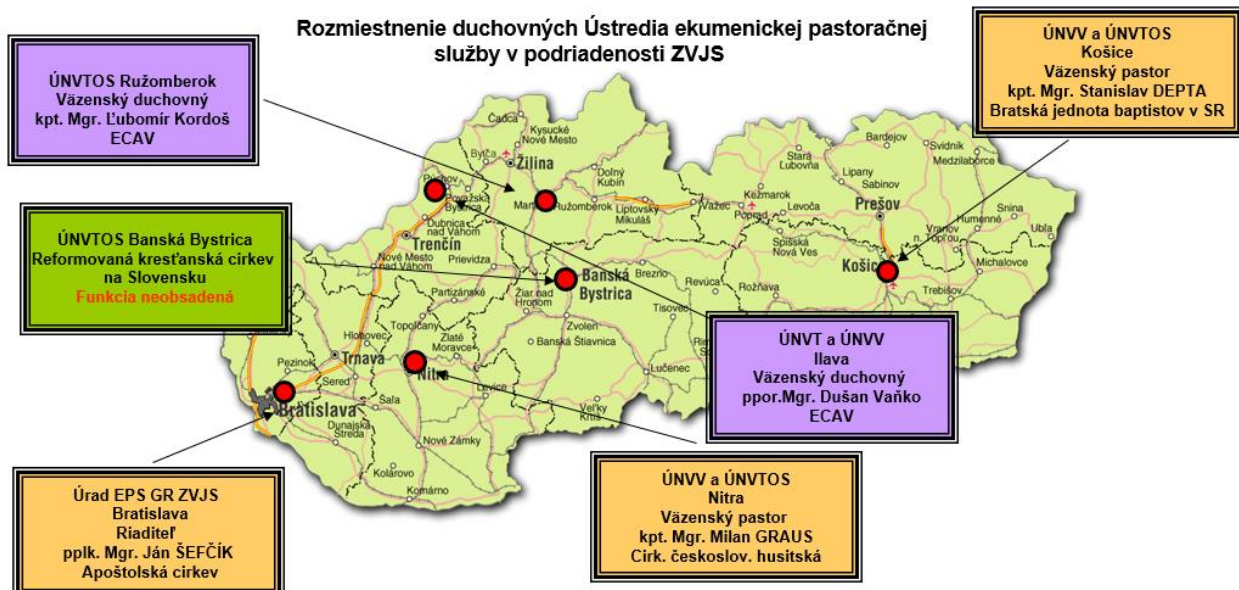 Rozmiestnenie duchovných Ústredia ekumenickej pastoračnej
služby v podriadenosti ZVJS
ÚNVTOS Ružomberok
Väzenský duchovný
kpt. Mgr. Ľubomír Kordoš
ECAV
ÚNVV a ÚNVTOS
Košice
Väzenský pastor
kpt. Mgr. Stanislav DEPTA
Bratská jednota baptistov v SR
ÚNVTOS Banská Bystrica
Reformovaná kresťanská cirkev
na Slovensku
Funkcia neobsadená
ÚNVT a ÚNVV
Ilava
Väzenský duchovný
ppor.Mgr. Dušan Vaňko
ECAV
Úrad EPS GR ZVJS
Bratislava
Riaditeľ
pplk. Mgr. Ján ŠEFČÍK
Apoštolská cirkev
ÚNVV a ÚNVTOS
Nitra
Väzenský pastor
kpt. Mgr. Milan GRAUS
Cirk. českoslov. husitská
Čadca
Kysucké
Nové Mesto
Bytča
Žilina
Púchov
Považská
Bystrica
Dolný
Kubín
Ružomberok
Liptovský
Mikuláš
Važec
Poprad
Kežmarok
Stará
Ľubovňa
Levoča
Spišská
Nová Ves
Bardejov
Svidník
Medzilaborce
Lipany
Sabinov
Prešov
Snina
Humenné
Ubľa
Vranov
n. Topľou
Michalovce
Trebišov
Rožňava
Revúca
Tisovec
Brezno
Banská
Bystrica
Dubnica
nad Váhom
Trenčín
Nové Mesto
nad Váhom
Prievidza
Partizánske
Topoľčany
Žiar nad
Hronom
Zvolen
Banská Štiavnica
Zlaté
Moravce
Hlohovec
Trnava
Pezinok
Sereď
Nitra
Levice
Lučenec
Veľký
Krtíš
Šaľa
Bratislava
Dunajská
Streda
Nové Zámky
Kolárovo
Komárno